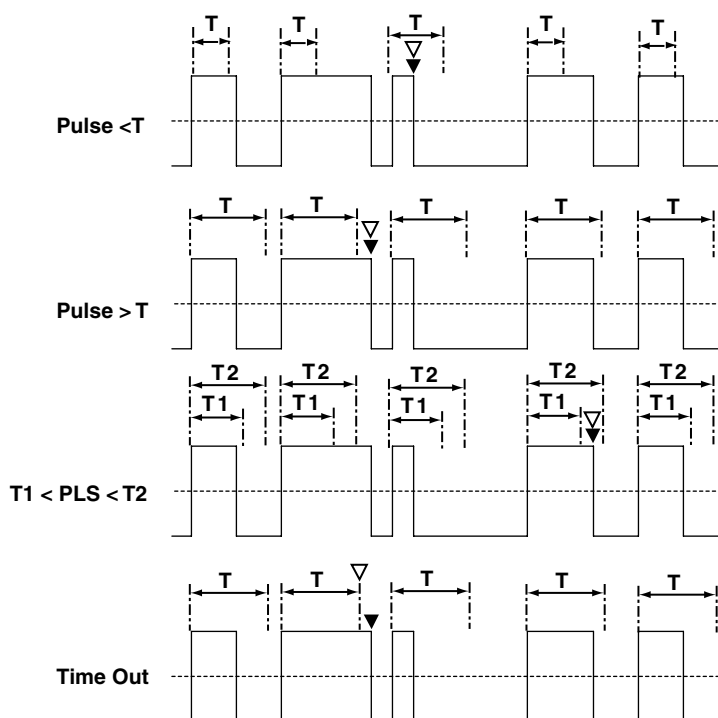 T T T T T
Pulse <T
T T T T T
Pulse > T
T2 T2 T2 T2 T2
T1 T1 T1 T1 T1
T1 < PLS < T2
T T T T T
Time Out